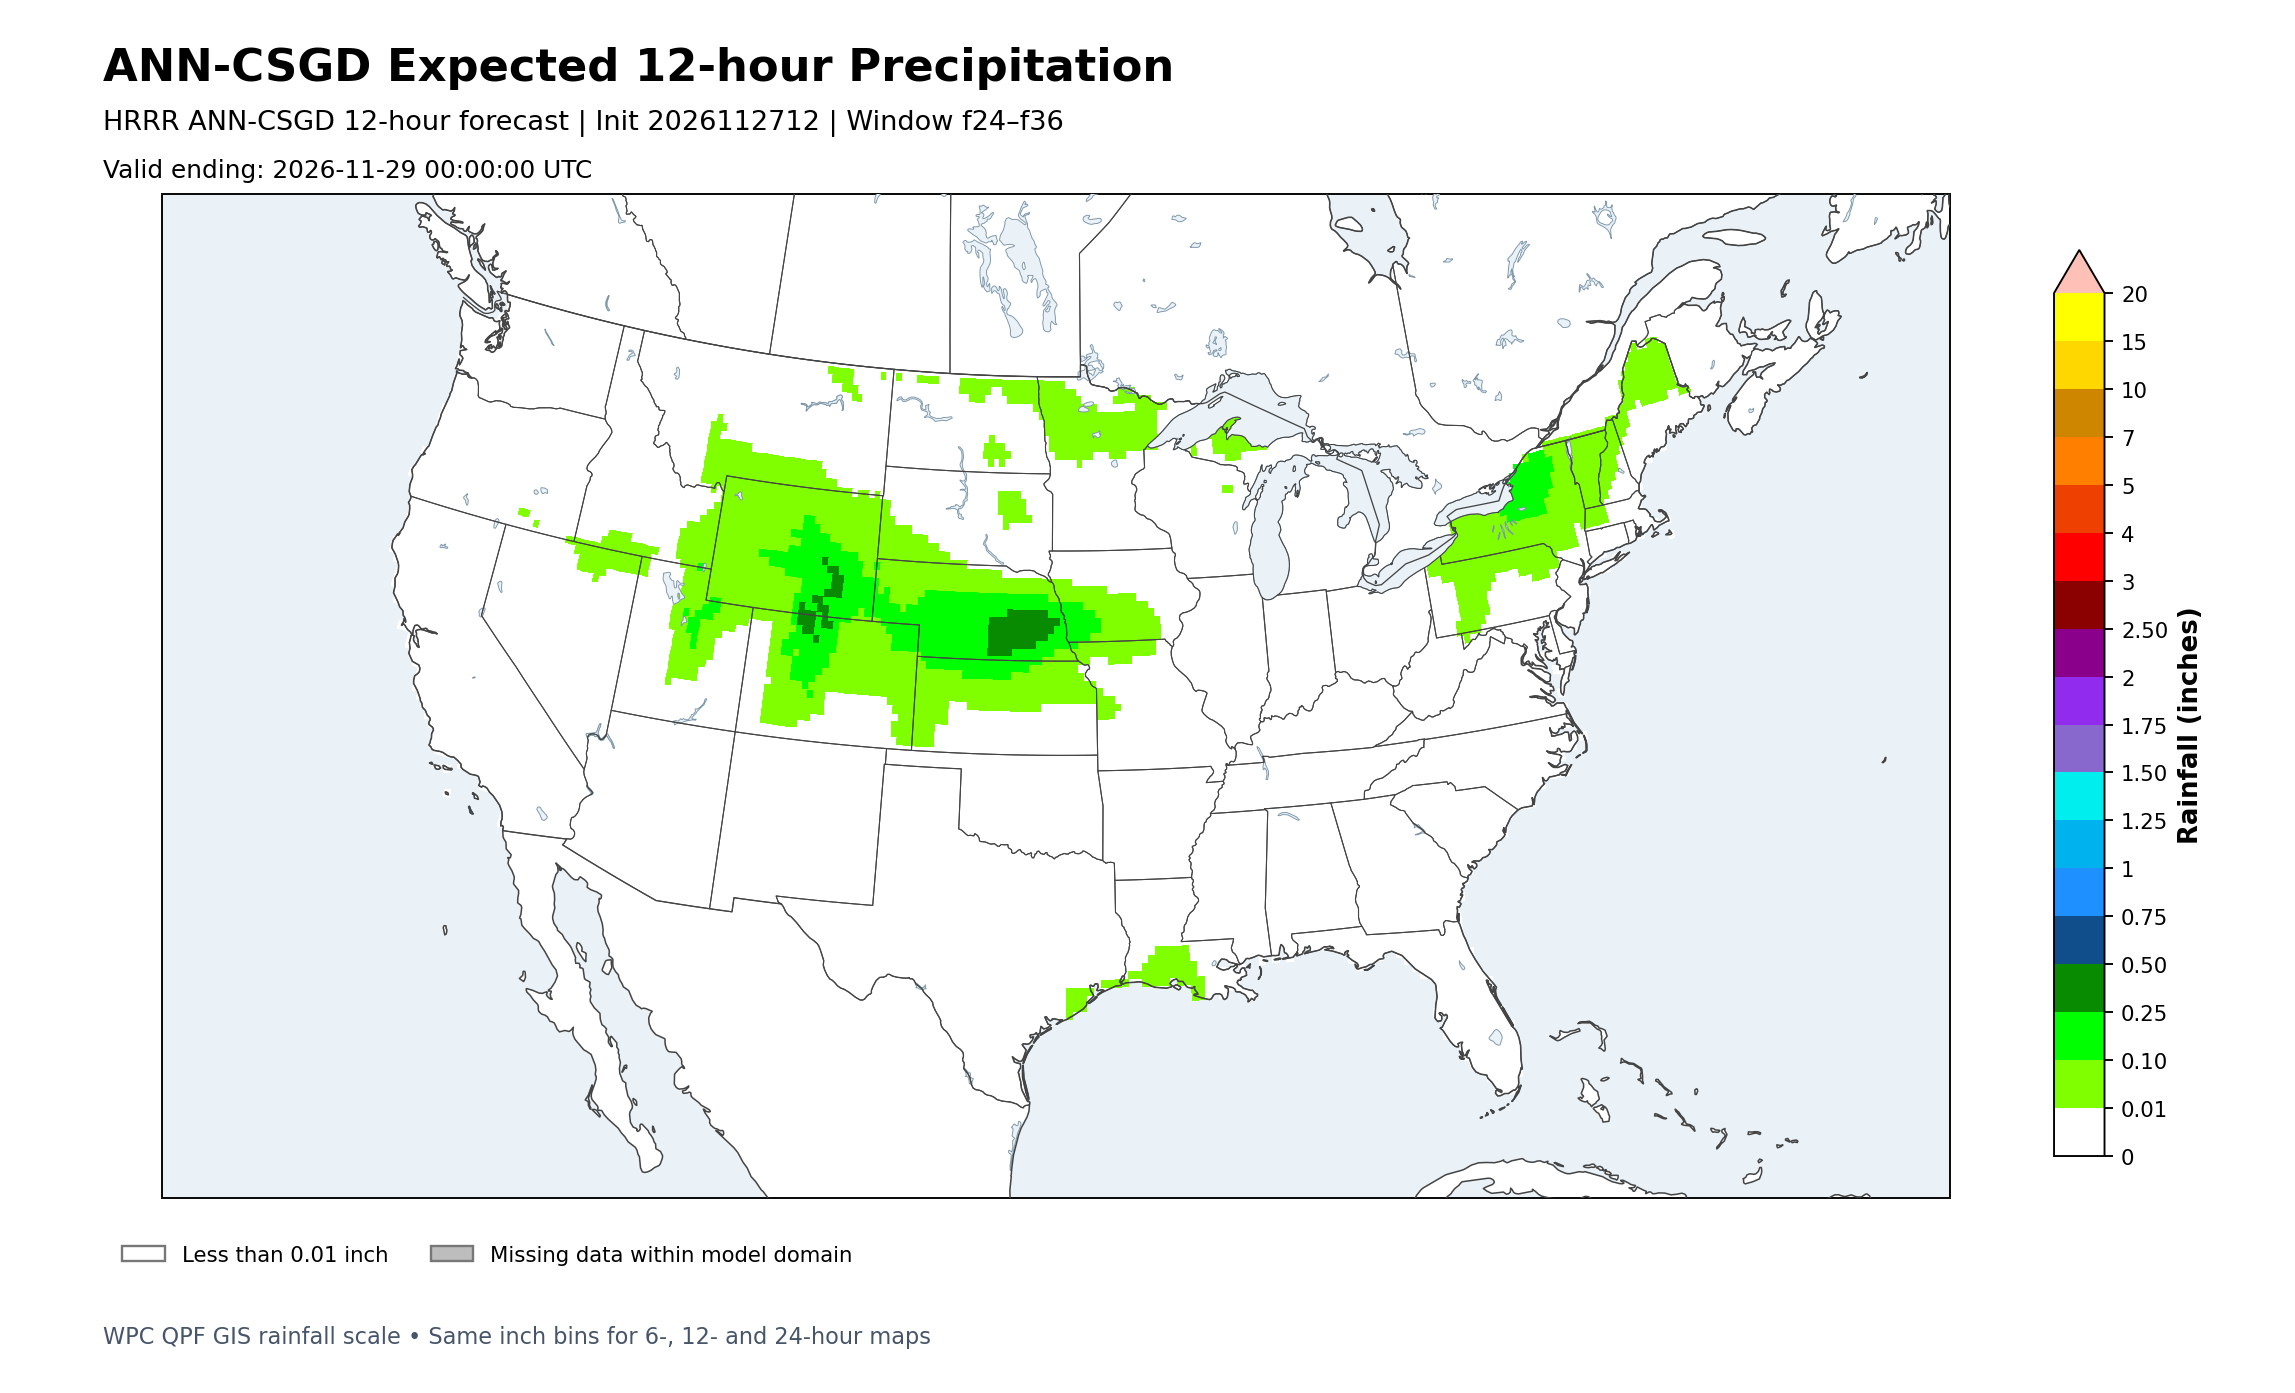 ANN-CSGD Expected 12-hour Precipitation
HRRR ANN-CSGD 12-hour forecast | Init 2026112712 | Window f24–f36
Valid ending: 2026-11-29 00:00:00 UTC
20
15
10
7
5
4
3
2.50
2
1.75
1.50
1.25
1
0.75
0.50
0.25
0.10
0.01
0
Rainfall (inches)
Less than 0.01 inch
Missing data within model domain
WPC QPF GIS rainfall scale • Same inch bins for 6-, 12- and 24-hour maps